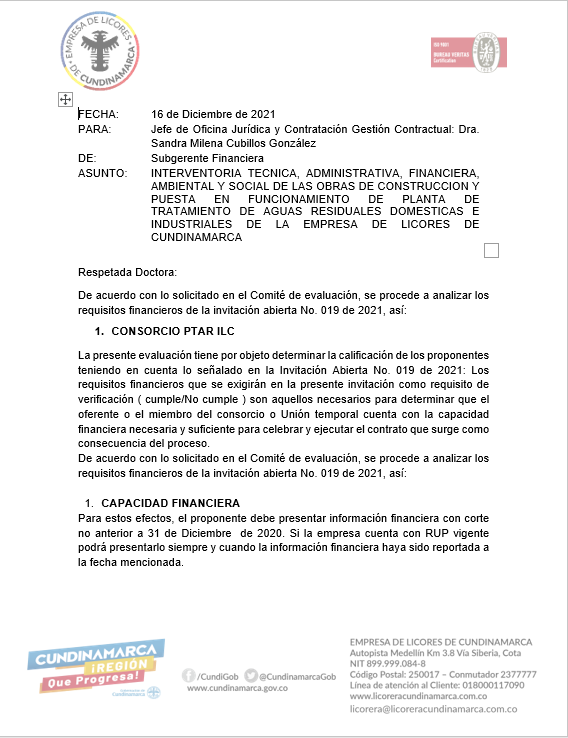 EMPRESA DE LICORES
DE CUNDINAMARCA
ISO 9001
BUREAU VERITAS
Certification
FECHA: 16 de Diciembre de 2021
PARA: Jefe de Oficina Jurídica y Contratación Gestión Contractual: Dra.
Sandra Milena Cubillos González
DE: Subgerente Financiera
ASUNTO: INTERVENTORIA TECNICA, ADMINISTRATIVA, FINANCIERA,
AMBIENTAL Y SOCIAL DE LAS OBRAS DE CONSTRUCCION Y
PUESTA EN FUNCIONAMIENTO DE PLANTA DE
TRATAMIENTO DE AGUAS RESIDUALES DOMESTICAS E
INDUSTRIALES DE LA EMPRESA DE LICORES DE
CUNDINAMARCA
Respetada Doctora:
De acuerdo con lo solicitado en el Comité de evaluación, se procede a analizar los
requisitos financieros de la invitación abierta No. 019 de 2021, así:
1. CONSORCIO PTAR ILC
La presente evaluación tiene por objeto determinar la calificación de los proponentes
teniendo en cuenta lo señalado en la Invitación Abierta No. 019 de 2021: Los
requisitos financieros que se exigirán en la presente invitación como requisito de
verificación ( cumple/No cumple ) son aquellos necesarios para determinar que el
oferente o el miembro del consorcio o Unión temporal cuenta con la capacidad
financiera necesaria y suficiente para celebrar y ejecutar el contrato que surge como
consecuencia del proceso.
De acuerdo con lo solicitado en el Comité de evaluación, se procede a analizar los
requisitos financieros de la invitación abierta No. 019 de 2021, así:
1. CAPACIDAD FINANCIERA
Para estos efectos, el proponente debe presentar información financiera con corte
no anterior a 31 de Diciembre de 2020. Si la empresa cuenta con RUP vigente
podrá presentarlo siempre y cuando la información financiera haya sido reportada a
la fecha mencionada.
CUNDINAMARCA
¡REGIÓN
Que Progresa!
/CundiGob @CundinamarcaGob
www.cundinamarca.gov.co
EMPRESA DE LICORES DE CUNDINAMARCA
Autopista Medellín Km 3.8 Vía Siberia, Cota
NIT 899.999.084-8
Código Postal: 250017 – Conmutador 2377777
Línea de atención al Cliente: 018000117090
www.licoreracundinamarca.com.co
licorera@licoreracundinamarca.com.co